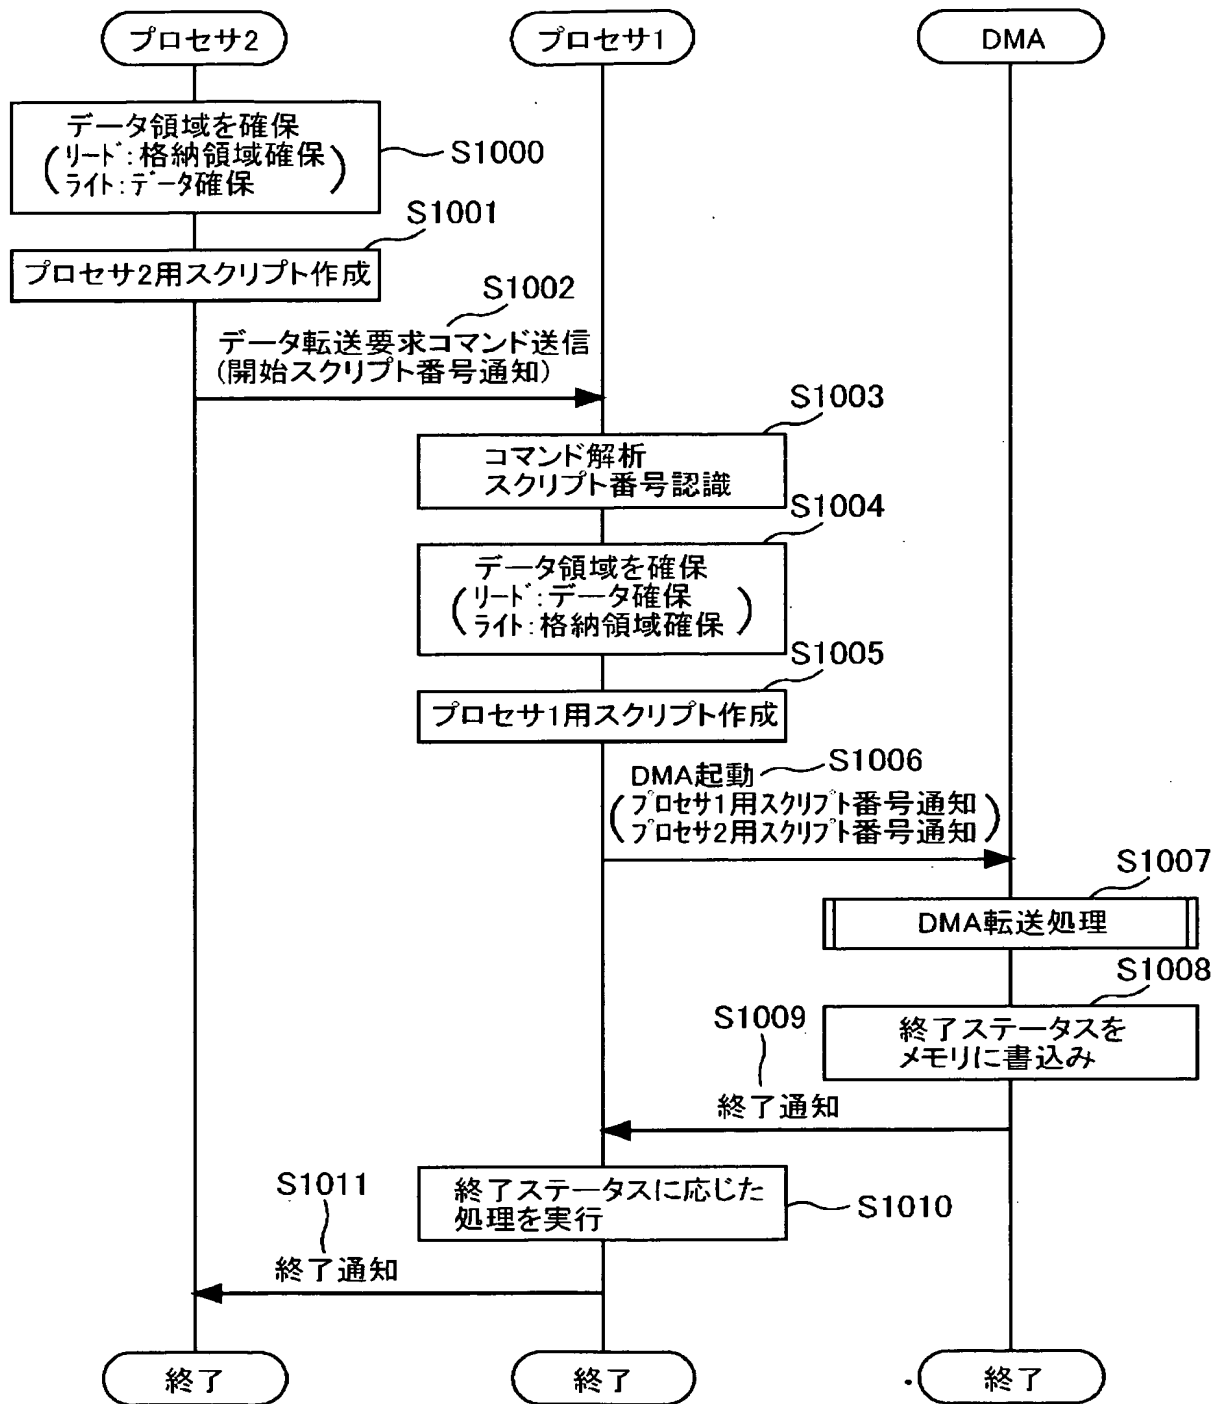 プロセサ2
プロセサ1
DMA
データ領域を確保
(リード:格納領域確保
ライト:データ確保)
S1000
S1001
プロセサ2用スクリプト作成
S1002
データ転送要求コマンド送信
(開始スクリプト番号通知)
S1003
コマンド解析
スクリプト番号認識
S1004
データ領域を確保
(リード:データ確保
ライト:格納領域確保)
S1005
プロセサ1用スクリプト作成
DMA起動
S1006
(プロセサ1用スクリプト番号通知
プロセサ2用スクリプト番号通知)
S1007
DMA転送処理
S1008
終了ステータスを
メモリに書込み
S1009
終了通知
終了ステータスに応じた
処理を実行
S1010
S1011
終了通知
終了
終了
終了